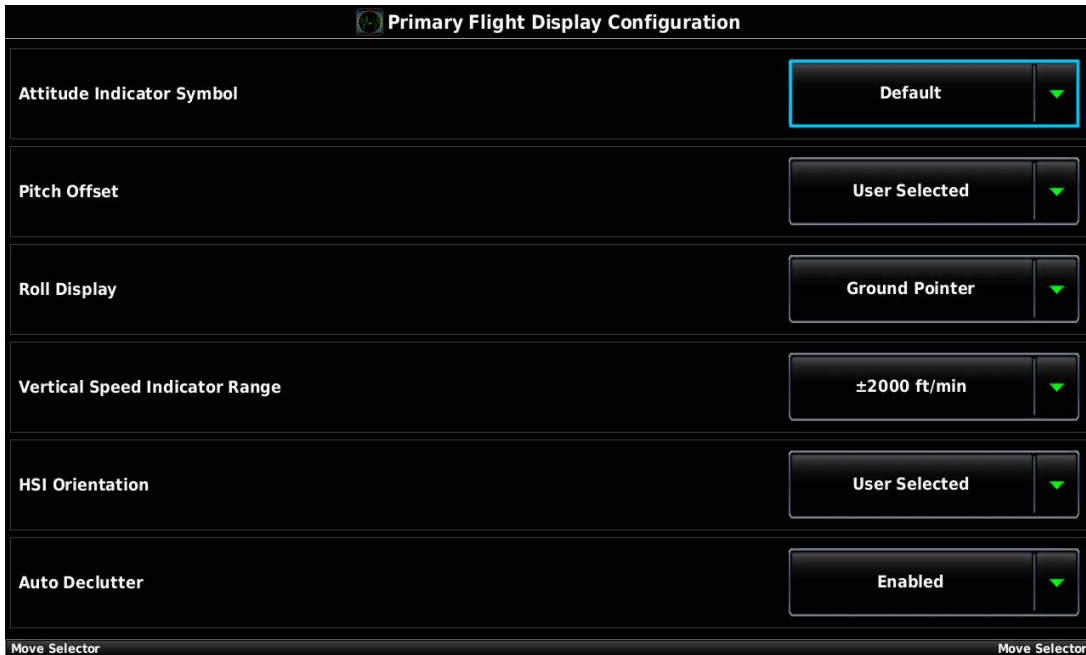 Primary Flight Display Configuration
Attitude Indicator Symbol
Default
Pitch Offset
User Selected
Roll Display
Ground Pointer
Vertical Speed Indicator Range
±2000 ft/min
HSI Orientation
User Selected
Auto Declutter
Enabled
Move Selector
Move Selector